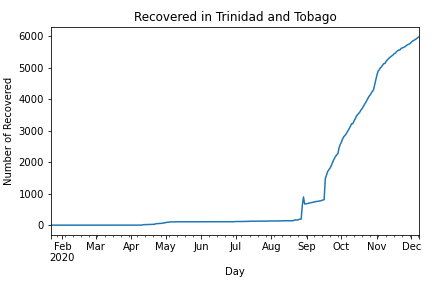 Recovered in Trinidad and Tobago
Number of Recovered
6000
5000
4000
3000
2000
1000
0
Feb Mar Apr May Jun Jul Aug Sep Oct Nov Dec
2020
Day